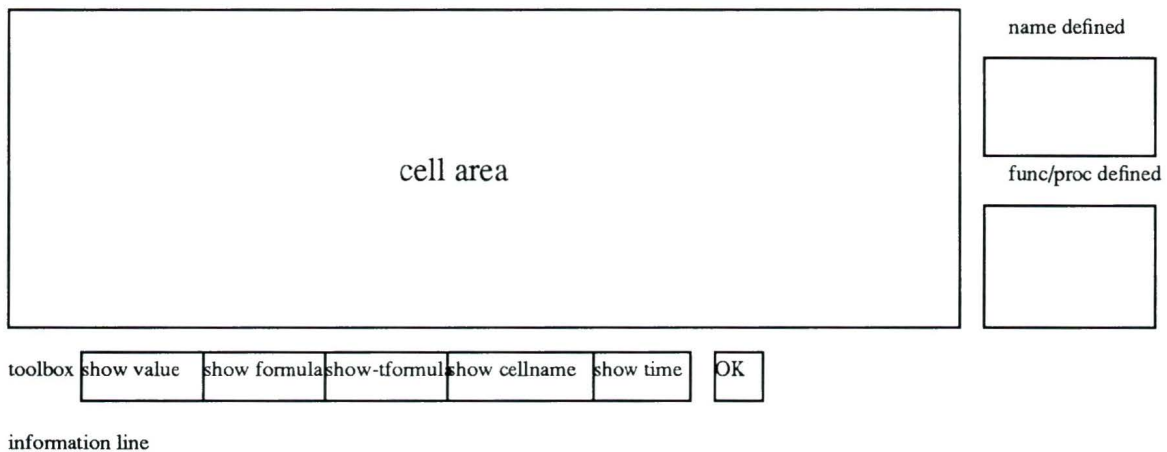 name defined
cell area
func/proc defined
toolbox show value show formula show-tformula show cellname show time OK
information line